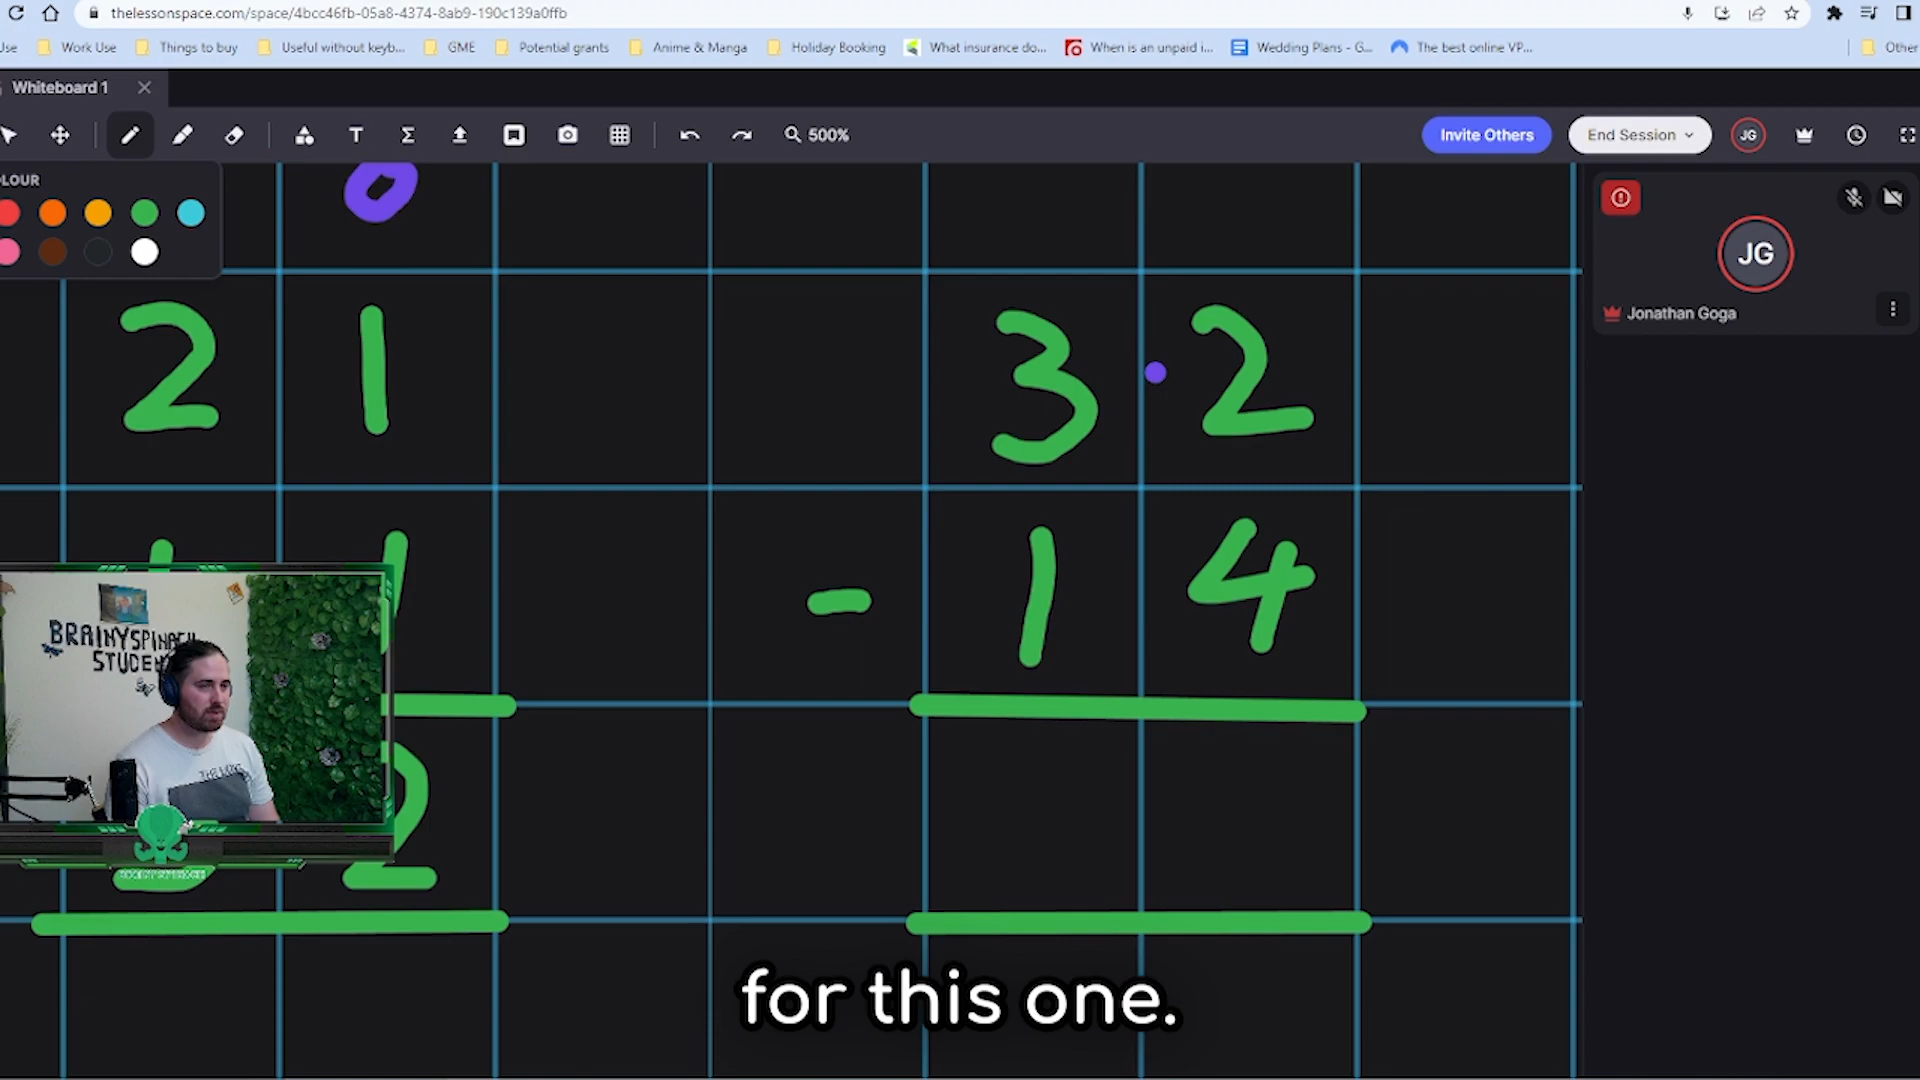 thelessonspace.com/space/4bcc46fb-05a8-4374-8ab9-190c139a0ffb
Use Work Use Things to buy Useful without keyb... GME Potential grants Anime & Manga Holiday Booking What insurance do... When is an unpaid i... Wedding Plans - G... The best online VP... Other
Whiteboard 1
T Σ 500% Invite Others End Session JG
LOUR
JG
Jonathan Goga
2 1 3 2
- 1 4
BRAINYSPINACH
STUDE
2
BRAINYSPINACH
for this one.